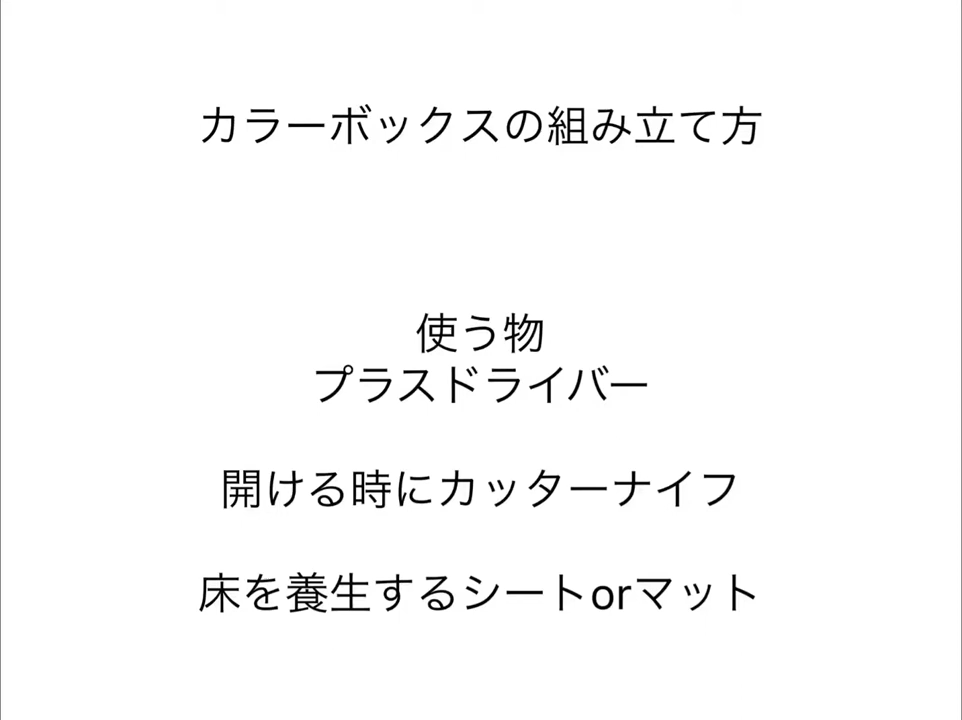 カラーボックスの組み立て方
使う物
プラスドライバー
開ける時にカッターナイフ
床を養生するシートorマット